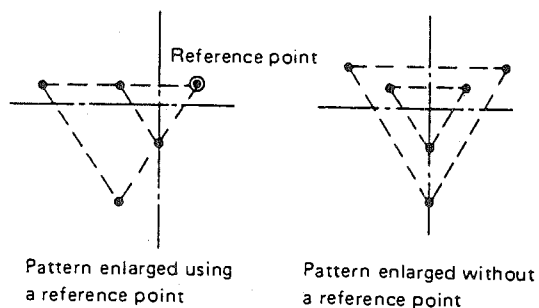 Reference point
Pattern enlarged using
a reference point
Pattern enlarged without
a reference point